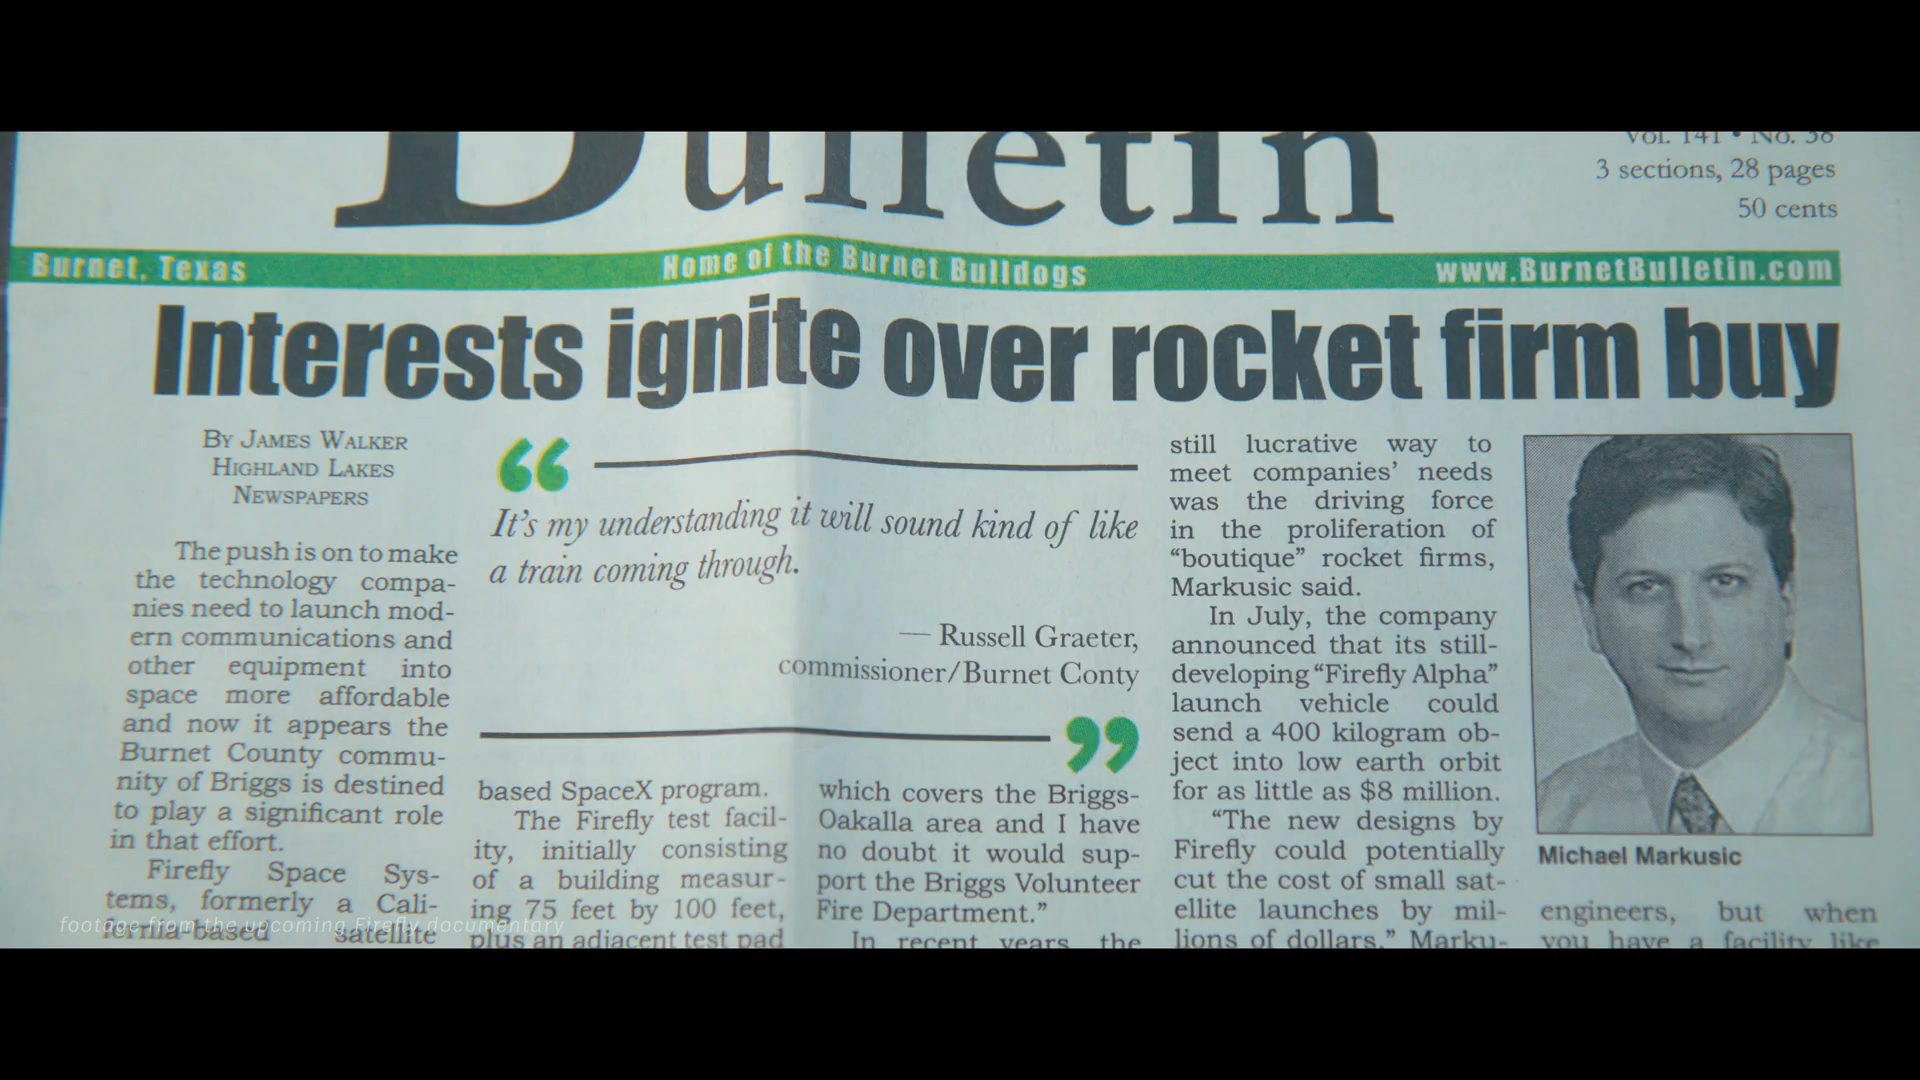 Bulletin
Vol. 141 • No. 38
3 sections, 28 pages
50 cents
Burnet, Texas
Home of the Burnet Bulldogs
www.BurnetBulletin.com
Interests ignite over rocket firm buy
By James Walker
Highland Lakes
Newspapers
The push is on to make
the technology compa-
nies need to launch mod-
ern communications and
other equipment into
space more affordable
and now it appears the
Burnet County commu-
nity of Briggs is destined
to play a significant role
in that effort.
Firefly Space Sys-
tems, formerly a Cali-
fornia-based satellite
“
It’s my understanding it will sound kind of like
a train coming through.
— Russell Graeter,
commissioner/Burnet Conty
”
based SpaceX program.
The Firefly test facil-
ity, initially consisting
of a building measur-
ing 75 feet by 100 feet,
plus an adjacent test pad
which covers the Briggs-
Oakalla area and I have
no doubt it would sup-
port the Briggs Volunteer
Fire Department.”
In recent years the
still lucrative way to
meet companies’ needs
was the driving force
in the proliferation of
“boutique” rocket firms,
Markusic said.
In July, the company
announced that its still-
developing “Firefly Alpha”
launch vehicle could
send a 400 kilogram ob-
ject into low earth orbit
for as little as $8 million.
“The new designs by
Firefly could potentially
cut the cost of small sat-
ellite launches by mil-
lions of dollars,” Marku-
Michael Markusic
engineers, but when
you have a facility like
footage from the upcoming Firefly documentary